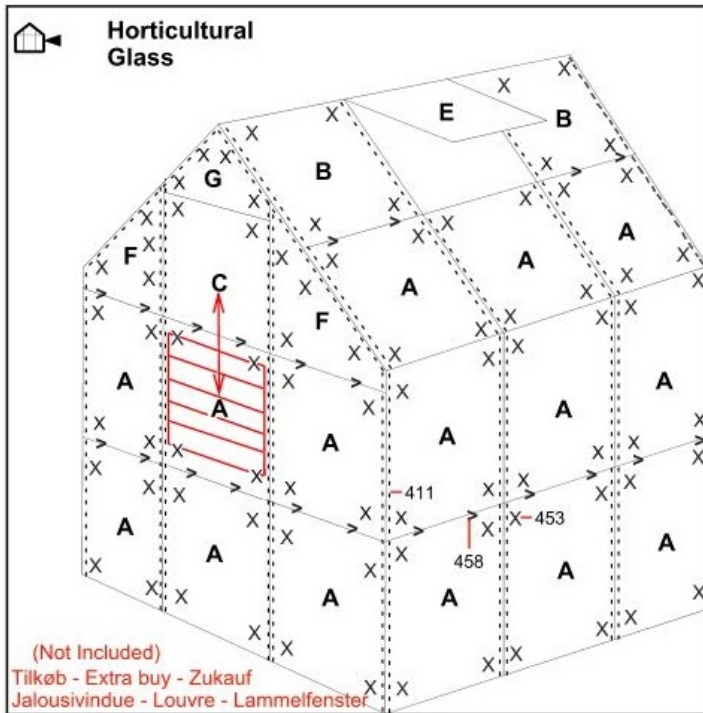 Horticultural
Glass
E
B
B
G
A
F
A
A
C
F
A
A
A
A
A
A
A
411
453
458
A
A
A
A
A
A
(Not Included)
Tilkøb - Extra buy - Zukauf
Jalousivindue - Louvre - Lammelfenster